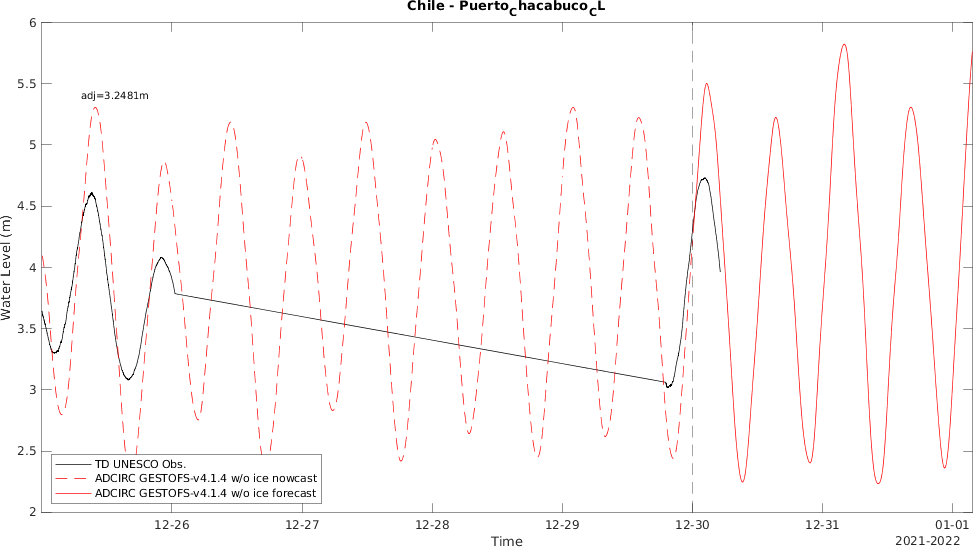 Chile - PuertoChacabucoCL
6
5.5
5
4.5
4
3.5
3
2.5
2
Water Level (m)
adj=3.2481m
TD UNESCO Obs.
ADCIRC GESTOFS-v4.1.4 w/o ice nowcast
ADCIRC GESTOFS-v4.1.4 w/o ice forecast
12-26 12-27 12-28 12-29 12-30 12-31 01-01
Time
2021-2022